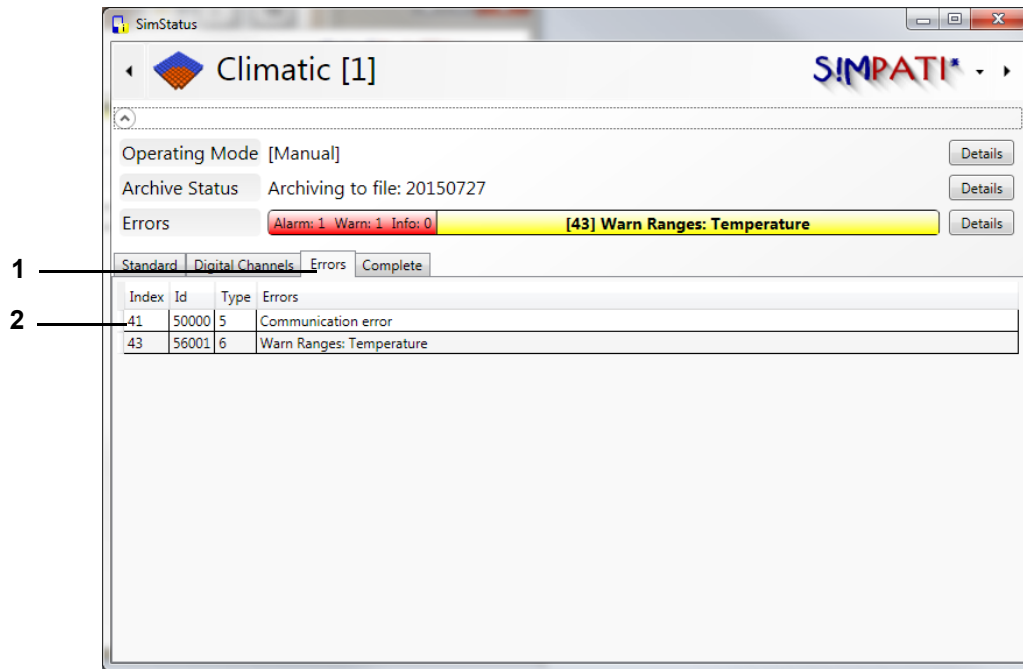 SimStatus
Climatic [1]
S!MPATI*
Operating Mode [Manual] Details
Archive Status Archiving to file: 20150727 Details
Errors Alarm: 1 Warn: 1 Info: 0 [43] Warn Ranges: Temperature Details
1 Standard Digital Channels Errors Complete
Index Id Type Errors
2 41 50000 5 Communication error
43 56001 6 Warn Ranges: Temperature